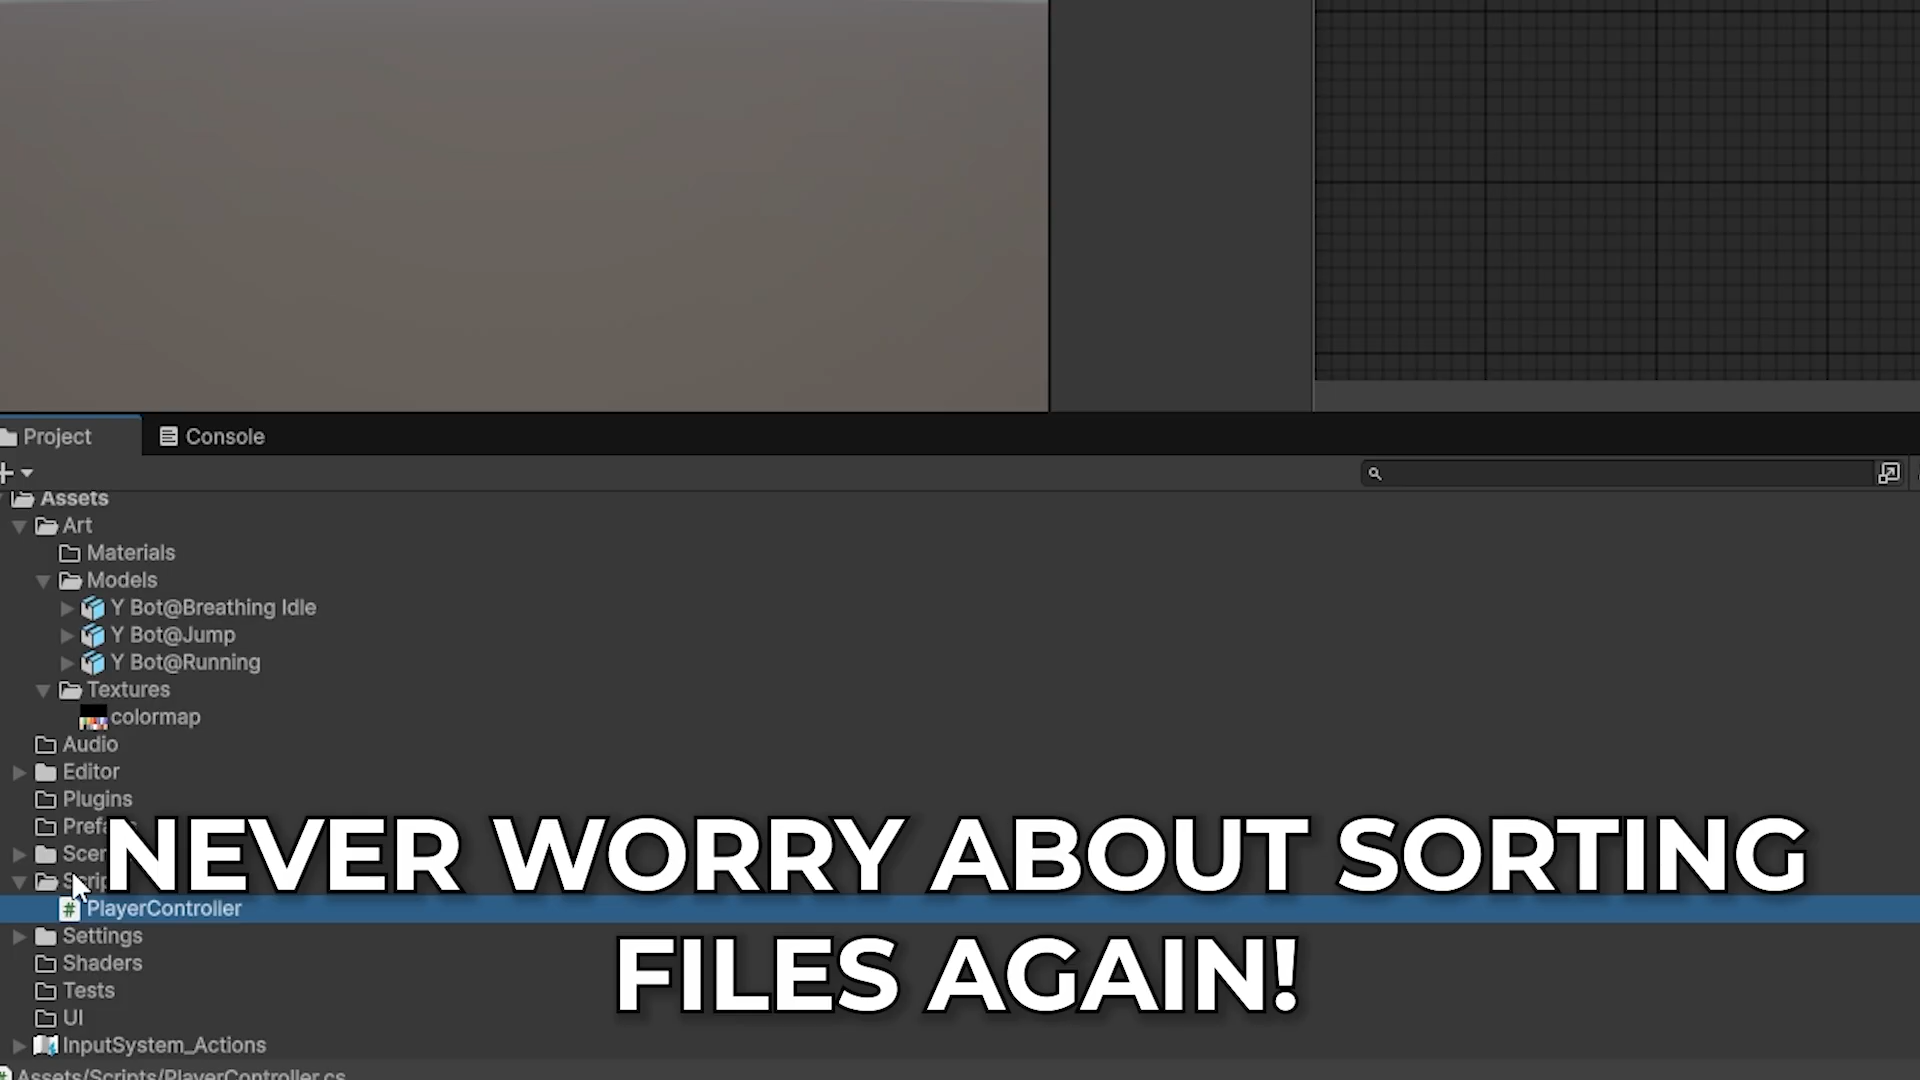 Project
Console
Assets
Art
Materials
Models
Y Bot@Breathing Idle
Y Bot@Jump
Y Bot@Running
Textures
colormap
Audio
Editor
Plugins
NEVER WORRY ABOUT SORTING
PlayerController
Settings
FILES AGAIN!
Shaders
Tests
UI
InputSystem_Actions
Assets/Scripts/PlayerController.cs